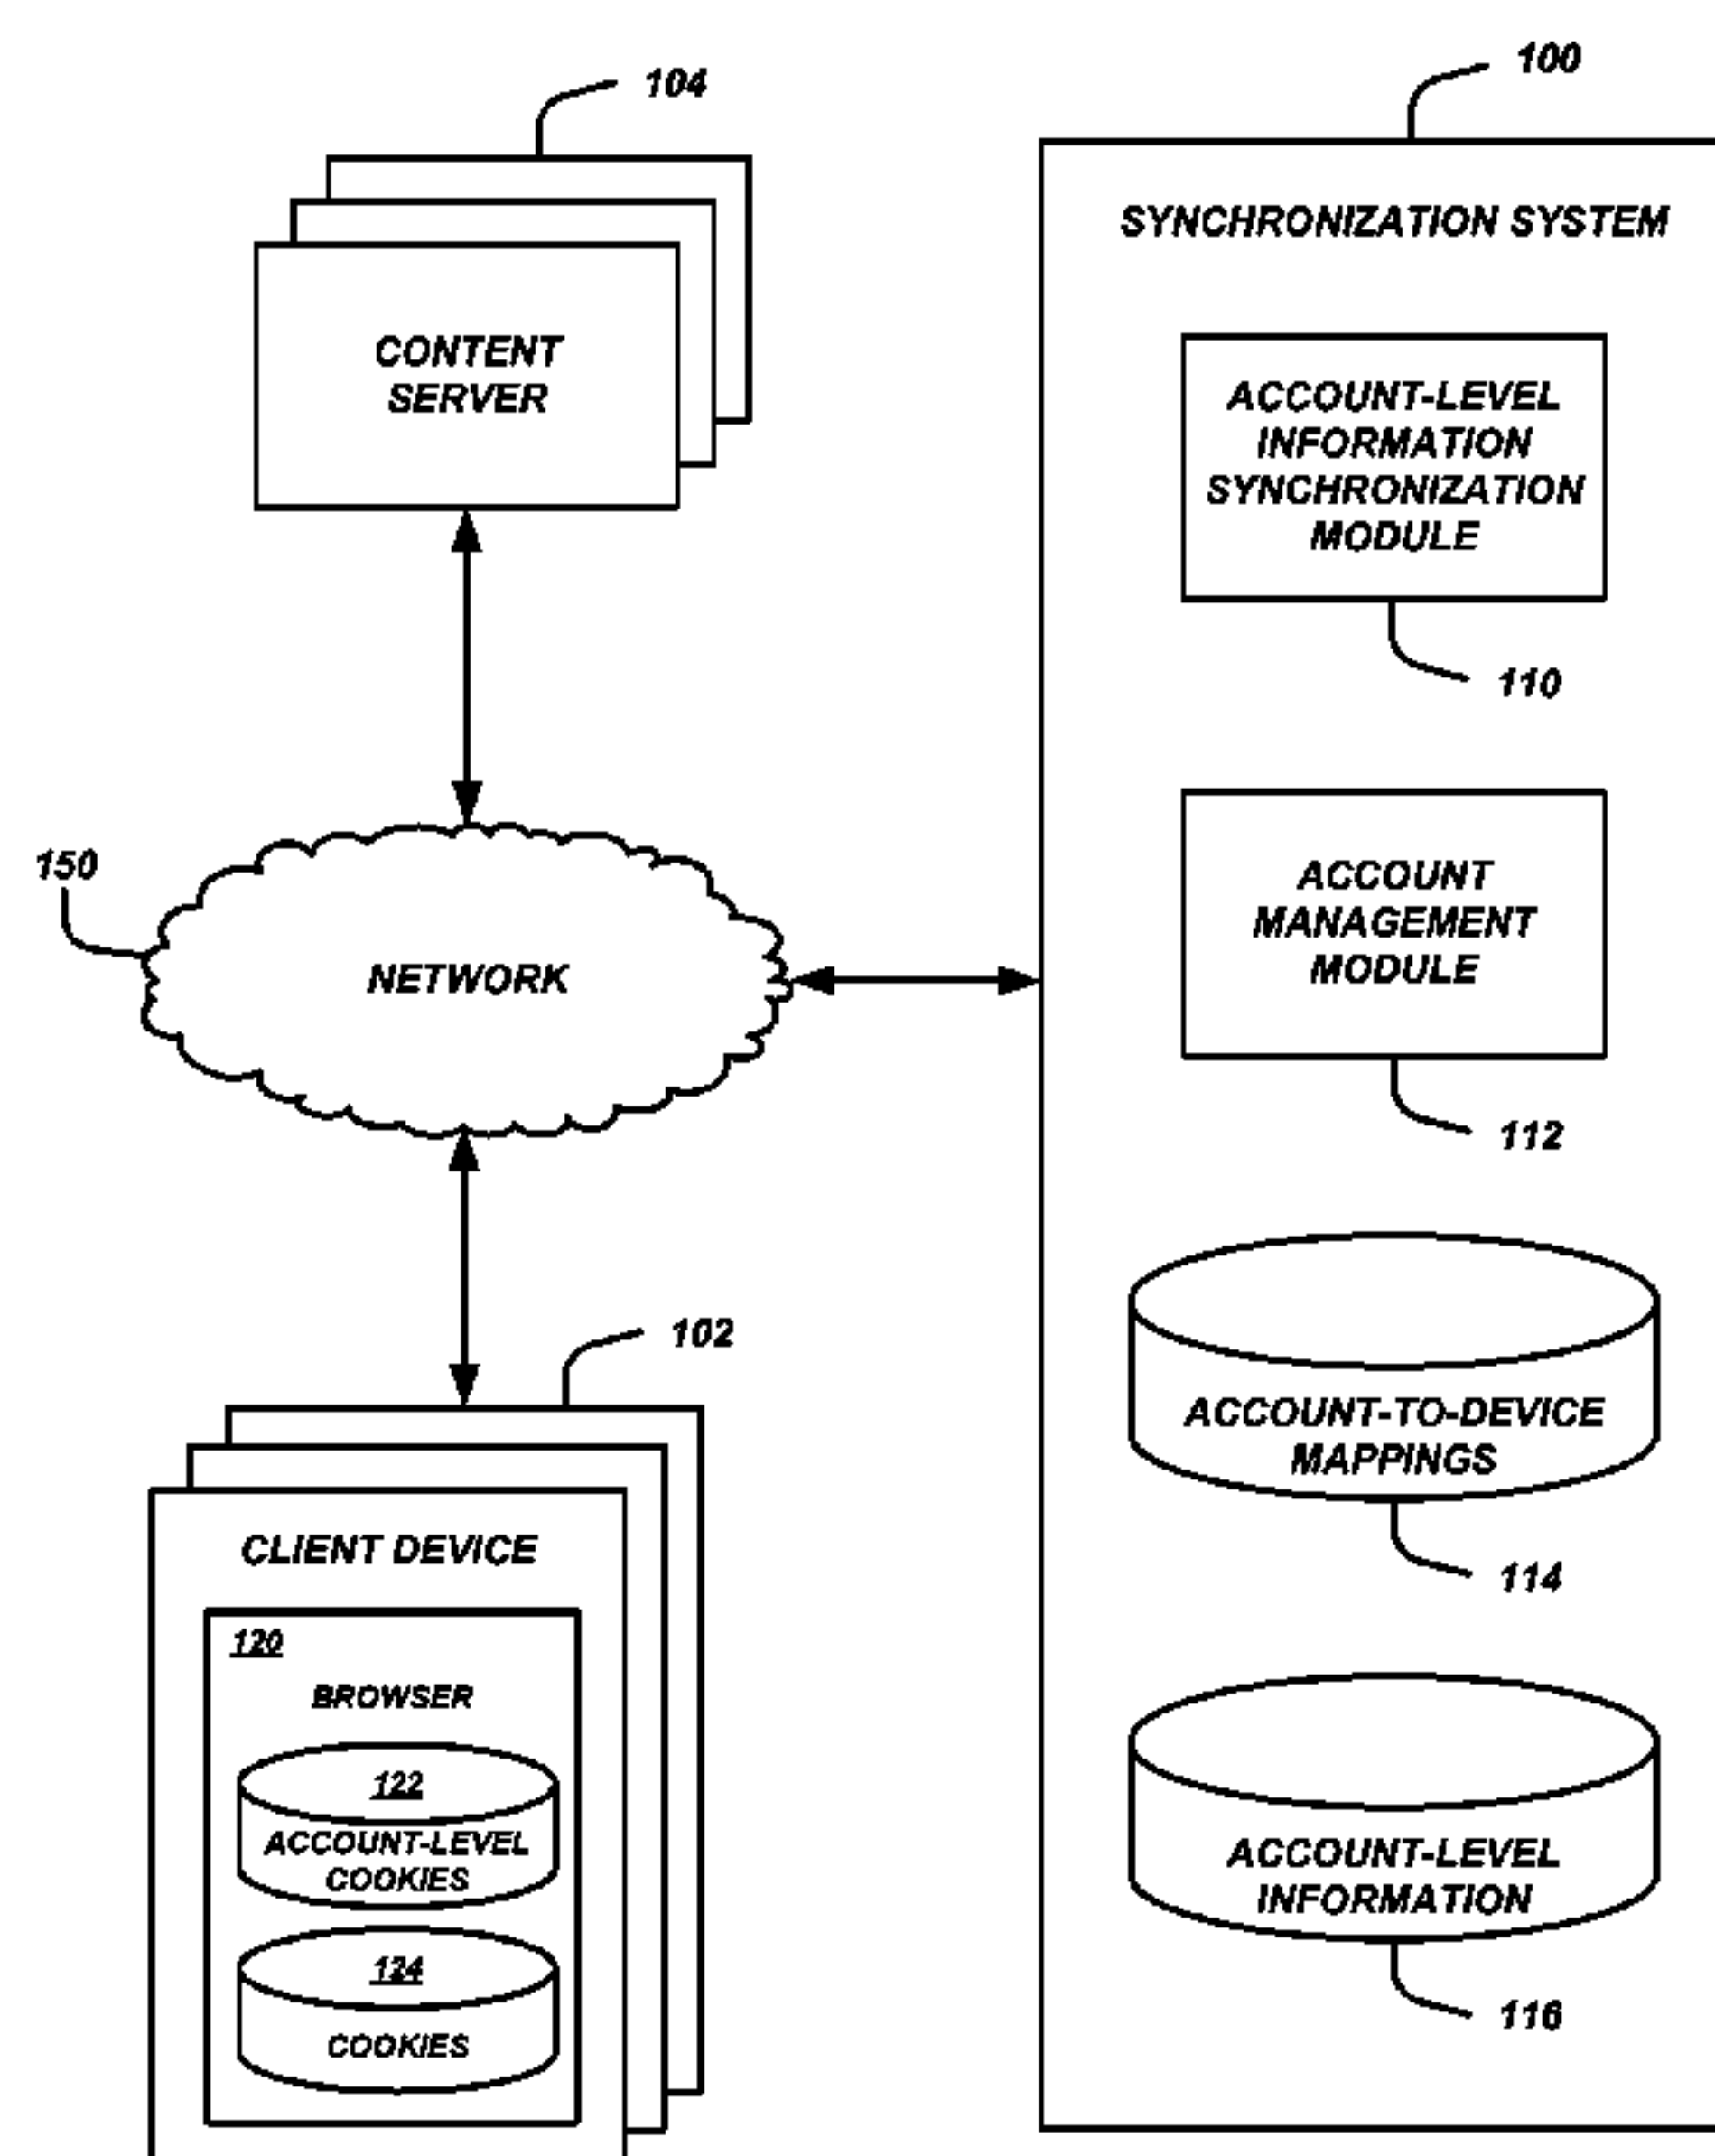 104
CONTENT
SERVER
150
NETWORK
102
CLIENT DEVICE
120
BROWSER
122
ACCOUNT-LEVEL
COOKIES
124
COOKIES
100
SYNCHRONIZATION SYSTEM
ACCOUNT-LEVEL
INFORMATION
SYNCHRONIZATION
MODULE
110
ACCOUNT
MANAGEMENT
MODULE
112
ACCOUNT-TO-DEVICE
MAPPINGS
114
ACCOUNT-LEVEL
INFORMATION
116